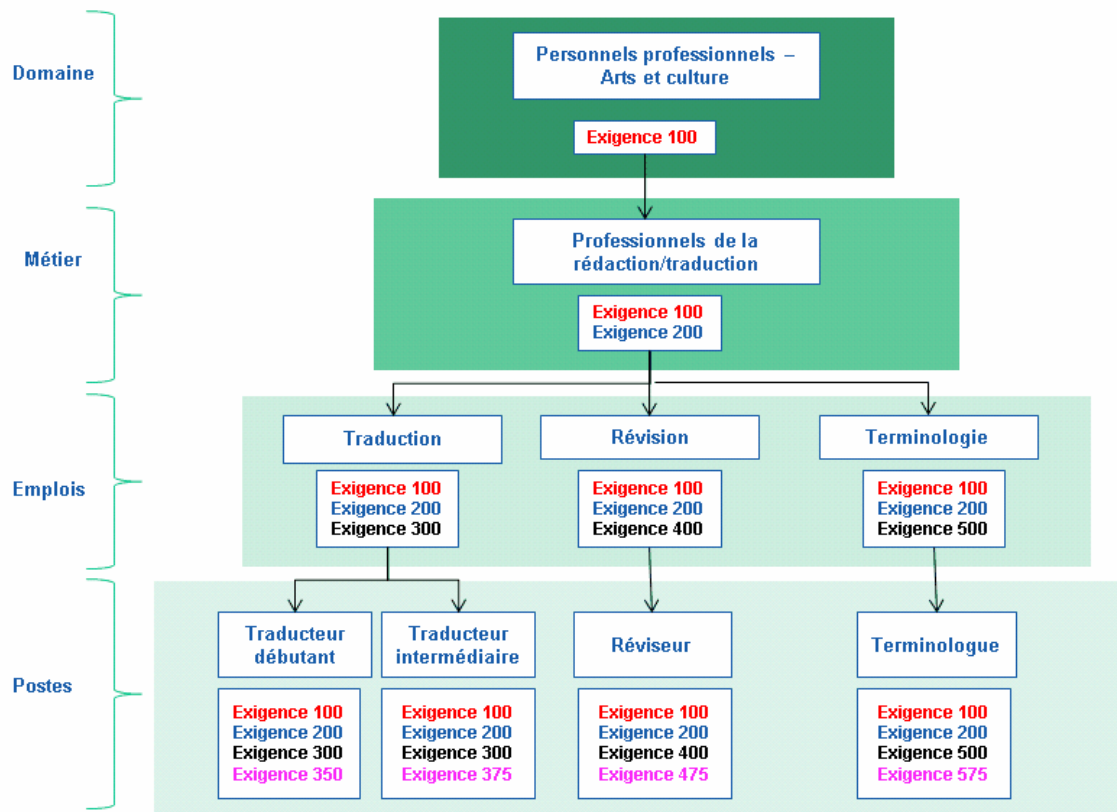 Domaine
Personnels professionnels –
Arts et culture
Exigence 100
Métier
Professionnels de la
rédaction/traduction
Exigence 100
Exigence 200
Emplois
Traduction
Exigence 100
Exigence 200
Exigence 300
Révision
Exigence 100
Exigence 200
Exigence 400
Terminologie
Exigence 100
Exigence 200
Exigence 500
Postes
Traducteur
débutant
Exigence 100
Exigence 200
Exigence 300
Exigence 350
Traducteur
intermédiaire
Exigence 100
Exigence 200
Exigence 300
Exigence 375
Réviseur
Exigence 100
Exigence 200
Exigence 400
Exigence 475
Terminologue
Exigence 100
Exigence 200
Exigence 500
Exigence 575